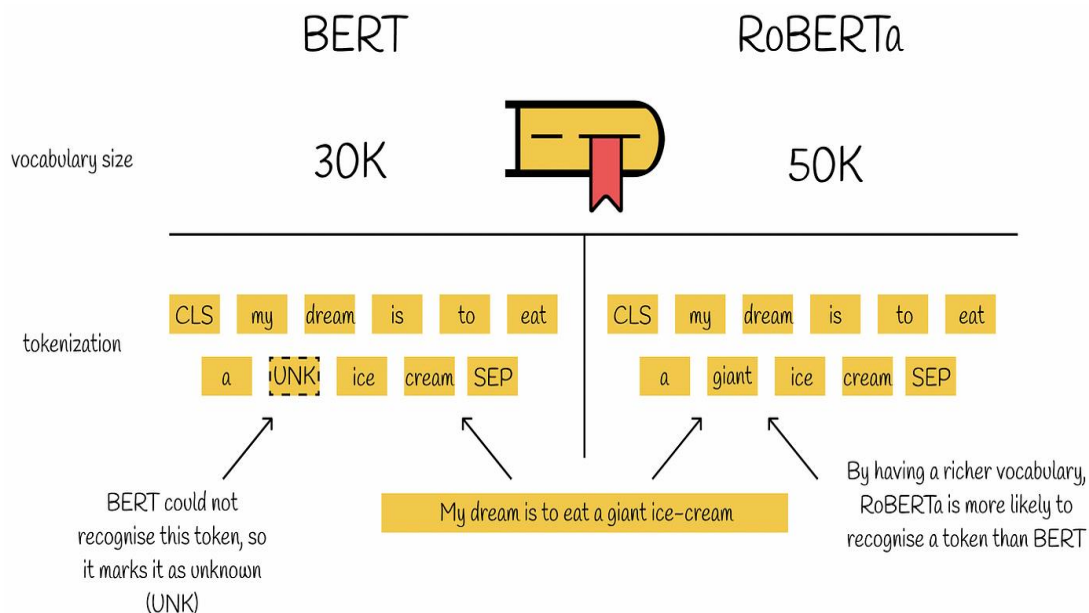 BERT
RoBERTa
vocabulary size
30K
50K
tokenization
CLS my dream is to eat
a UNK ice cream SEP
CLS my dream is to eat
a giant ice cream SEP
BERT could not
recognise this token, so
it marks it as unknown
(UNK)
My dream is to eat a giant ice-cream
By having a richer vocabulary,
RoBERTa is more likely to
recognise a token than BERT